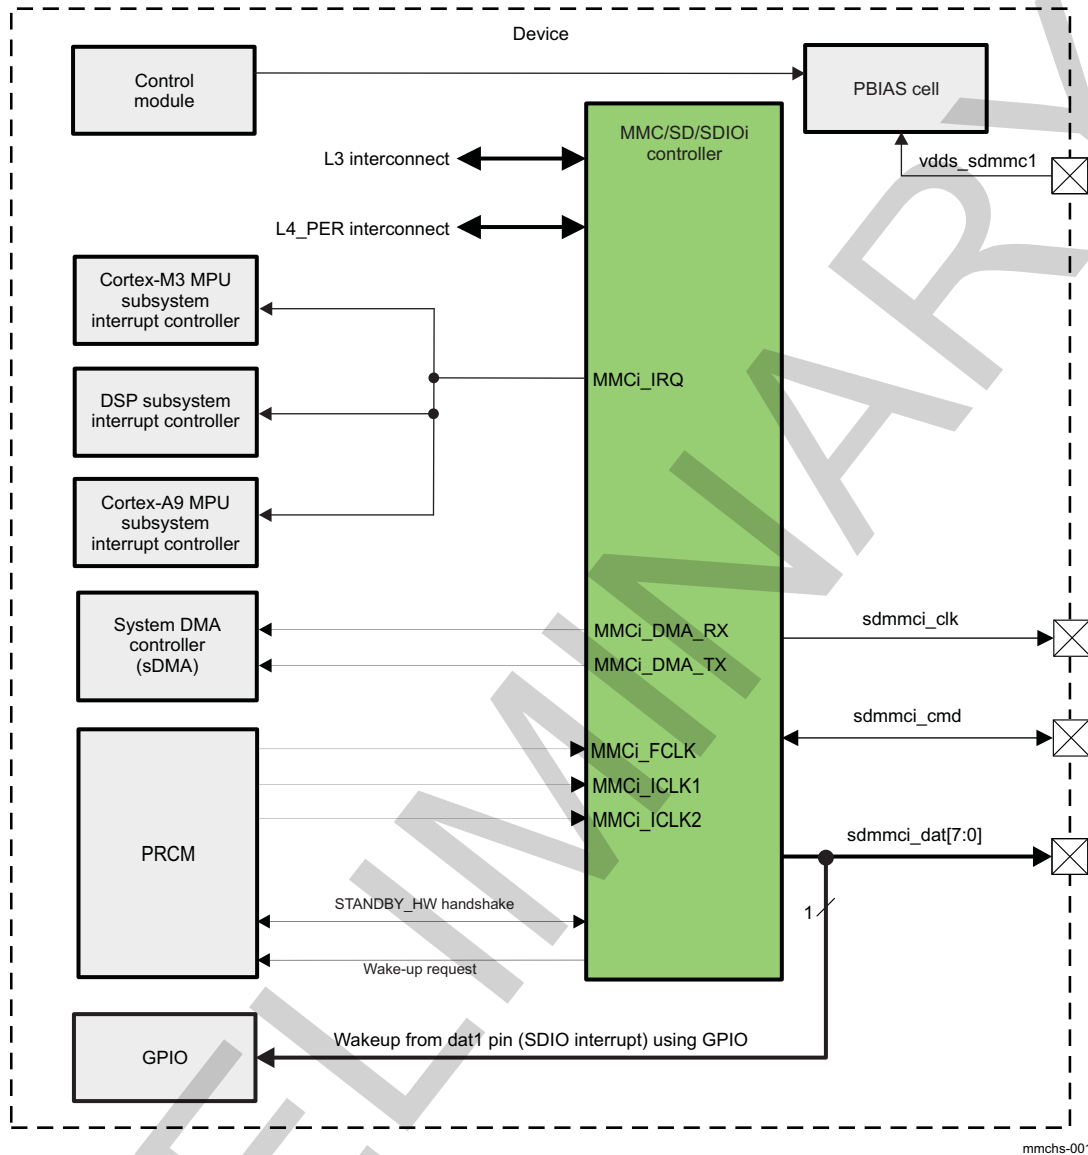 Device
Control
module
PBIAS cell
MMC/SD/SDIOi
controller
L3 interconnect
vdds_sdmmc1
L4_PER interconnect
Cortex-M3 MPU
subsystem
interrupt controller
MMCi_IRQ
DSP subsystem
interrupt controller
Cortex-A9 MPU
subsystem
interrupt controller
System DMA
controller
(sDMA)
MMCi_DMA_RX
MMCi_DMA_TX
sdmmci_clk
sdmmci_cmd
MMCi_FCLK
MMCi_ICLK1
MMCi_ICLK2
sdmmci_dat[7:0]
PRCM
STANDBY_HW handshake
1
Wake-up request
Wakeup from dat1 pin (SDIO interrupt) using GPIO
GPIO
mmchs-001
ELIMINARY